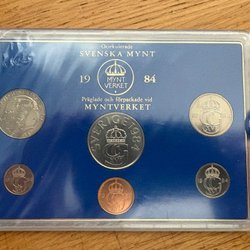 Ocirkulerade
SVENSKA MYNT
MYNT
VERKET
19 84
Präglade och förpackade vid
MYNTVERKET
SVERIGE 1984